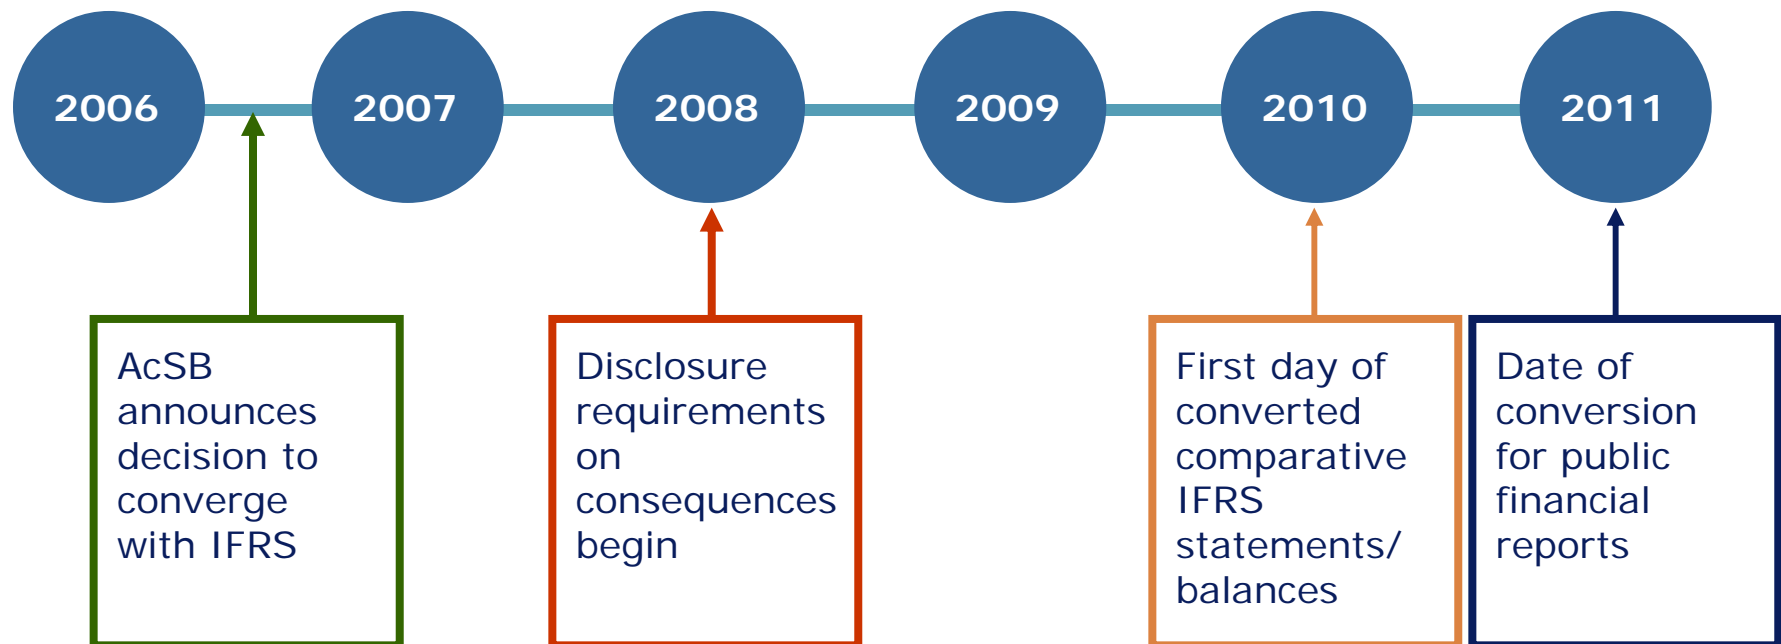 2006 2007 2008 2009 2010 2011
AcSB
announces
decision to
converge
with IFRS
Disclosure
requirements
on
consequences
begin
First day of
converted
comparative
IFRS
statements/
balances
Date of
conversion
for public
financial
reports